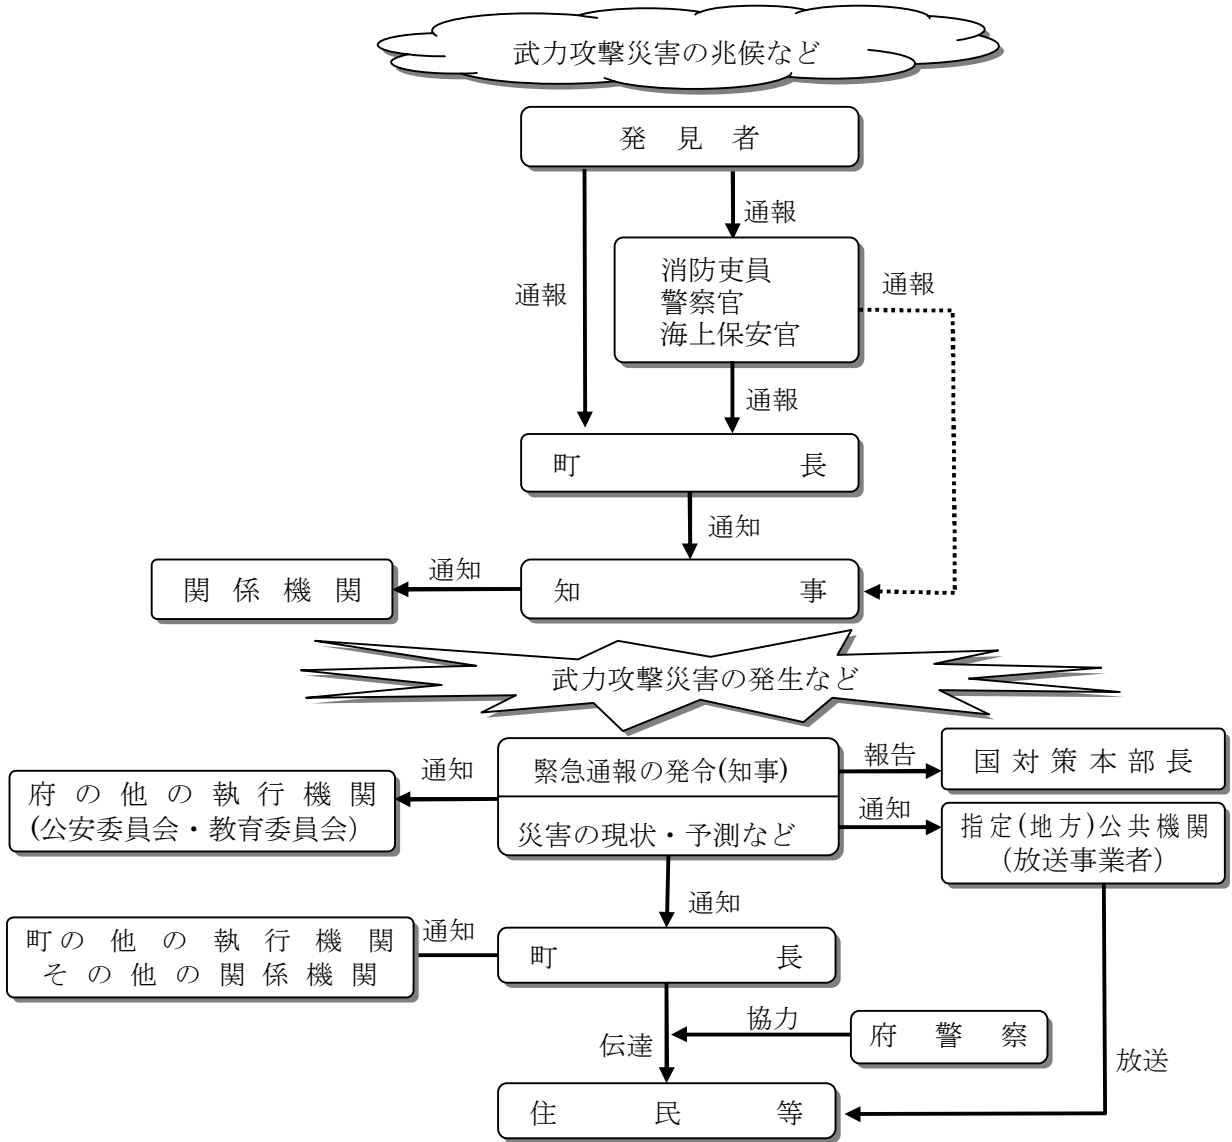 武力攻撃災害の兆候など
発見者
通報
消防吏員
警察官
海上保安官
通報
通報
通報
町長
通知
関係機関
通知
知事
武力攻撃災害の発生など
緊急通報の発令(知事)
災害の現状・予測など
報告
国対策本部長
通知
府の他の執行機関
(公安委員会・教育委員会)
通知
指定(地方)公共機関
(放送事業者)
通知
町の他の執行機関
その他の関係機関
通知
町長
協力
府警察
伝達
放送
住民等